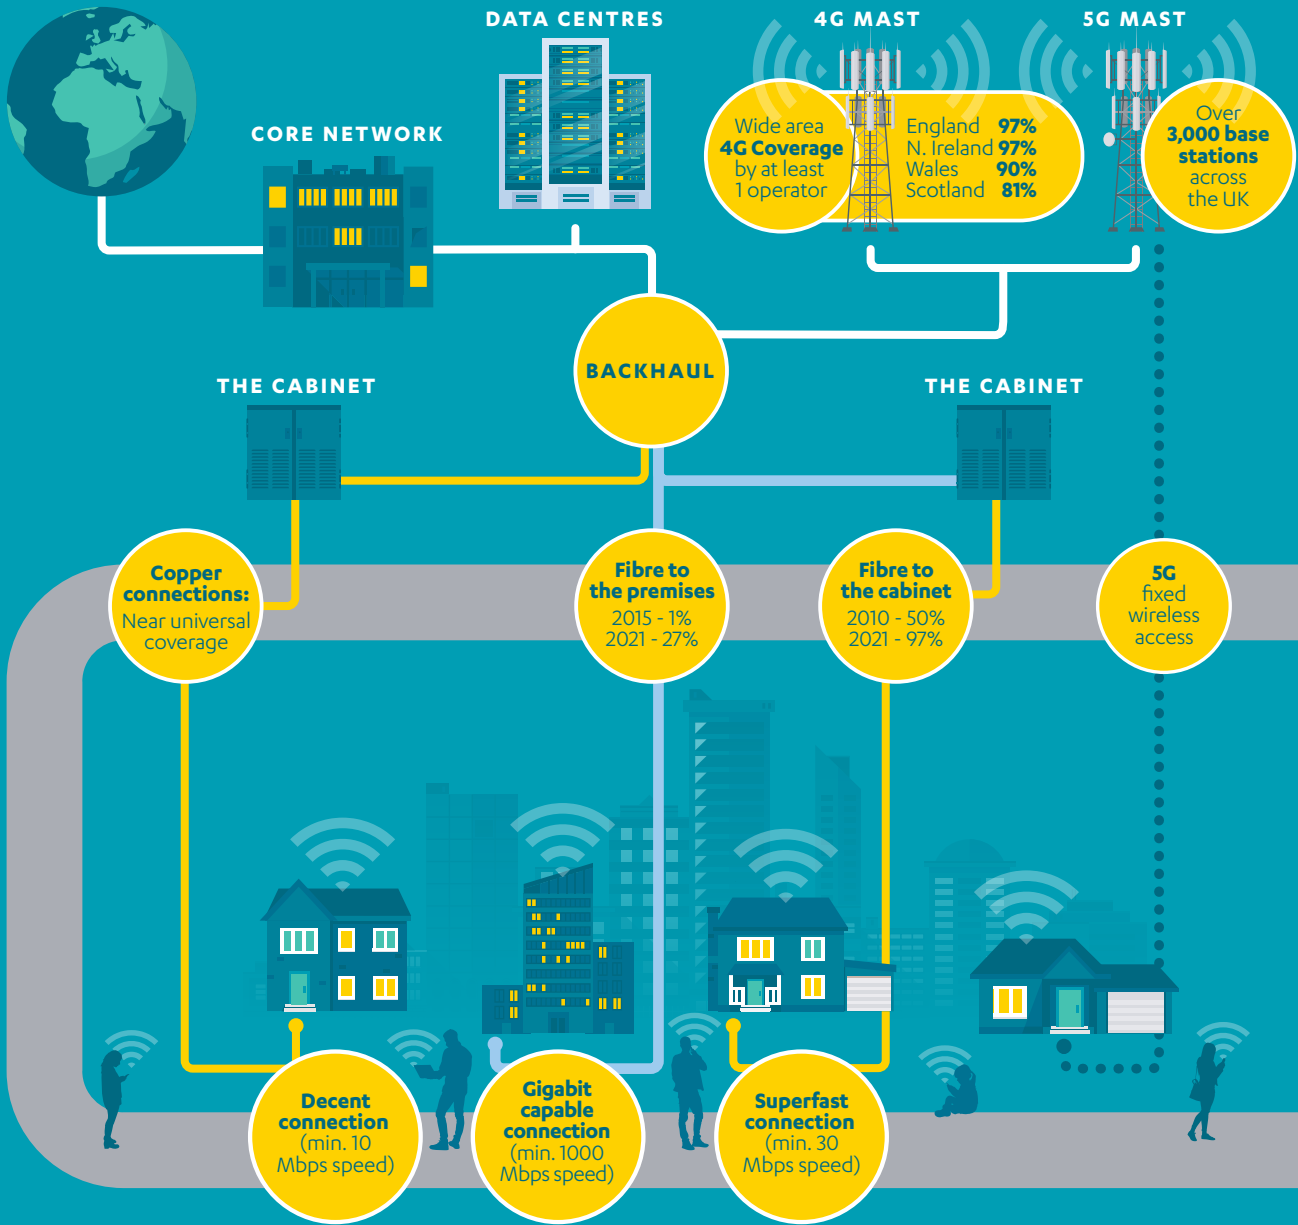 DATA CENTRES
4G MAST
5G MAST
CORE NETWORK
Wide area
4G Coverage
by at least
1 operator
England 97%
N. Ireland 97%
Wales 90%
Scotland 81%
Over
3,000 base
stations
across
the UK
BACKHAUL
THE CABINET
THE CABINET
Copper
connections:
Near universal
coverage
Fibre to
the premises
2015 - 1%
2021 - 27%
Fibre to
the cabinet
2010 - 50%
2021 - 97%
5G
fixed
wireless
access
Decent
connection
(min. 10
Mbps speed)
Gigabit
capable
connection
(min. 1000
Mbps speed)
Superfast
connection
(min. 30
Mbps speed)